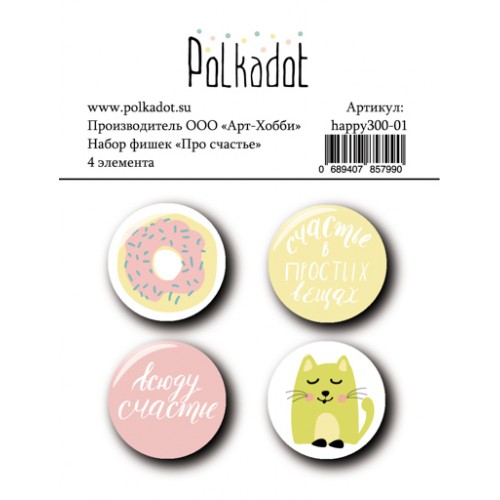 Polkadot
www.polkadot.su
Производитель ООО «Арт-Хобби»
Набор фишек «Про счастье»
4 элемента
Артикул:
happy300-01
0 689407 857990
счастье
в
простых
вещах
всюду
счастье